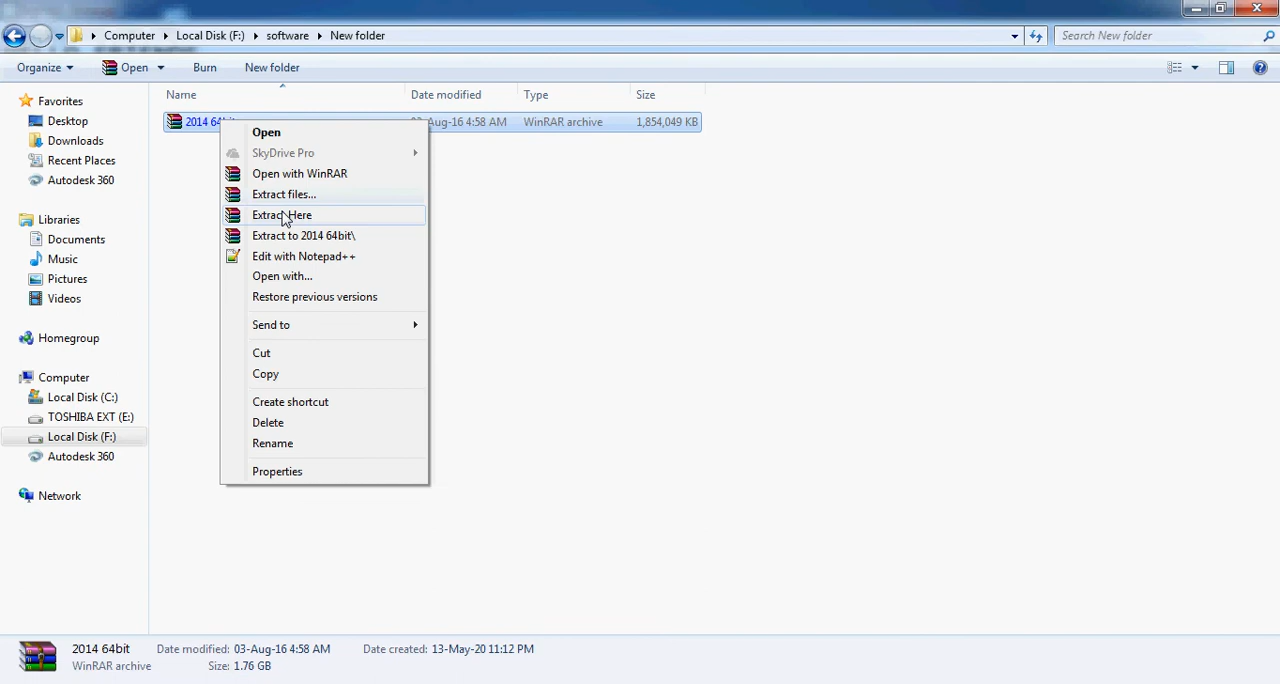 Computer Local Disk (F:) software New folder
Search New folder
Organize Open Burn New folder
Name Date modified Type Size
2014 64bit 03-Aug-16 4:58 AM WinRAR archive 1,854,049 KB
Favorites
Desktop
Downloads
Recent Places
Autodesk 360
Libraries
Documents
Music
Pictures
Videos
Homegroup
Computer
Local Disk (C:)
TOSHIBA EXT (E:)
Local Disk (F:)
Autodesk 360
Network
Open
SkyDrive Pro
Open with WinRAR
Extract files...
Extract Here
Extract to 2014 64bit\
Edit with Notepad++
Open with...
Restore previous versions
Send to
Cut
Copy
Create shortcut
Delete
Rename
Properties
2014 64bit Date modified: 03-Aug-16 4:58 AM Date created: 13-May-20 11:12 PM
WinRAR archive Size: 1.76 GB